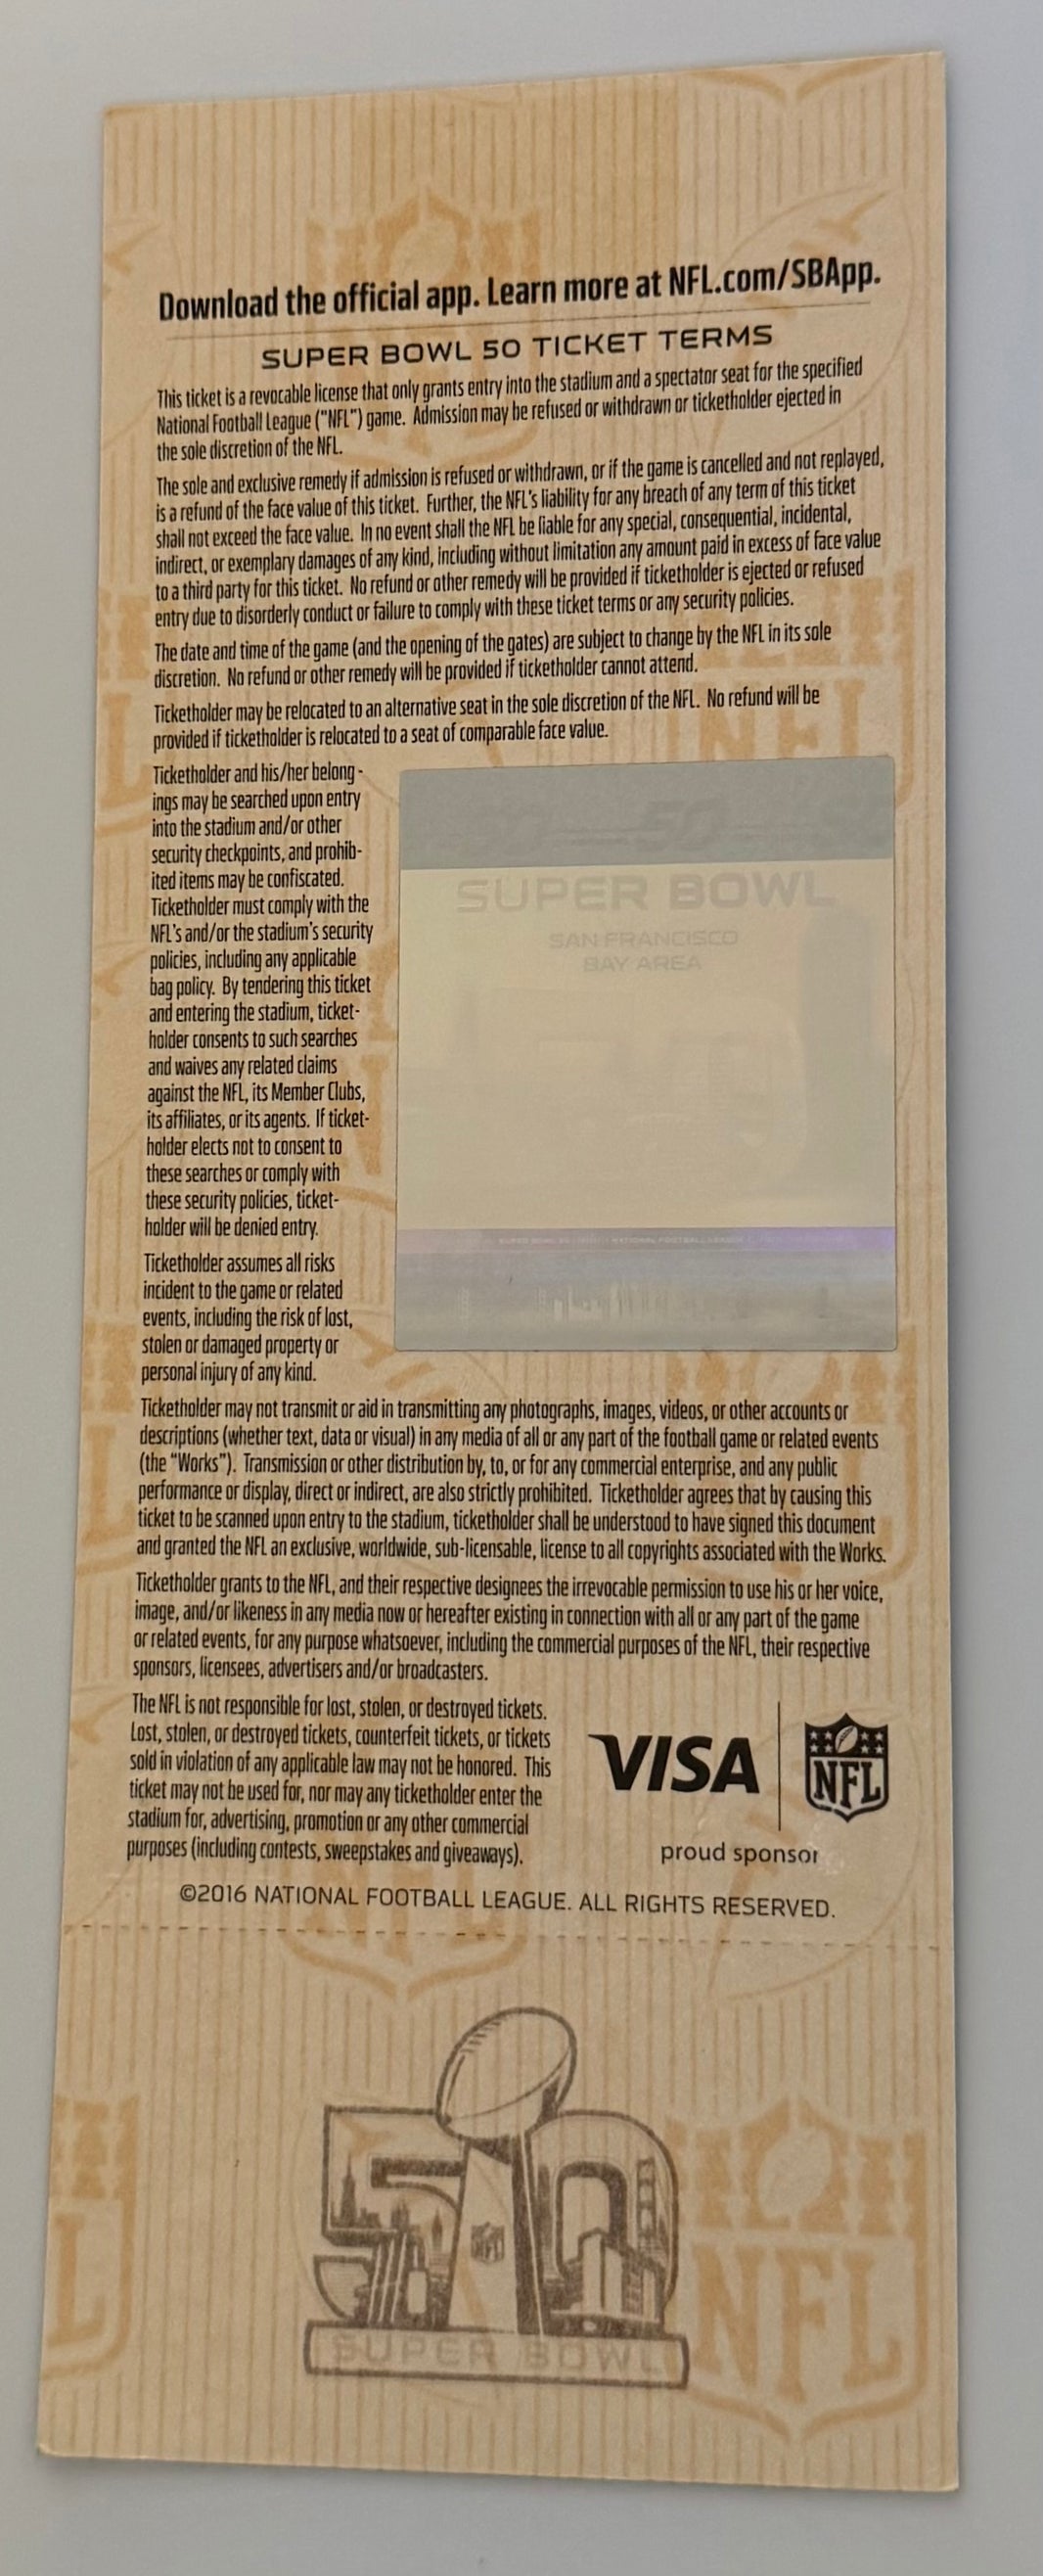 Download the official app. Learn more at NFL.com/SBApp.
SUPER BOWL 50 TICKET TERMS
This ticket is a revocable license that only grants entry into the stadium and a spectator seat for the specified
National Football League ("NFL") game. Admission may be refused or withdrawn or ticketholder ejected in
the sole discretion of the NFL.
The sole and exclusive remedy if admission is refused or withdrawn, or if the game is cancelled and not replayed,
is a refund of the face value of this ticket. Further, the NFL's liability for any breach of any term of this ticket
shall not exceed the face value. In no event shall the NFL be liable for any special, consequential, incidental,
indirect, or exemplary damages of any kind, including without limitation any amount paid in excess of face value
to a third party for this ticket. No refund or other remedy will be provided if ticketholder is ejected or refused
entry due to disorderly conduct or failure to comply with these ticket terms or any security policies.
The date and time of the game (and the opening of the gates) are subject to change by the NFL in its sole
discretion. No refund or other remedy will be provided if ticketholder cannot attend.
Ticketholder may be relocated to an alternative seat in the sole discretion of the NFL. No refund will be
provided if ticketholder is relocated to a seat of comparable face value.
Ticketholder and his/her belong-
ings may be searched upon entry
into the stadium and/or other
security checkpoints, and prohib-
ited items may be confiscated.
Ticketholder must comply with the
NFL's and/or the stadium's security
policies, including any applicable
bag policy. By tendering this ticket
and entering the stadium, ticket-
holder consents to such searches
and waives any related claims
against the NFL, its Member Clubs,
its affiliates, or its agents. If ticket-
holder elects not to consent to
these searches or comply with
these security policies, ticket-
holder will be denied entry.
Ticketholder assumes all risks
incident to the game or related
events, including the risk of lost,
stolen or damaged property or
personal injury of any kind.
50
SUPER BOWL
SAN FRANCISCO
BAY AREA
NATIONAL FOOTBALL LEAGUE
Ticketholder may not transmit or aid in transmitting any photographs, images, videos, or other accounts or
descriptions (whether text, data or visual) in any media of all or any part of the football game or related events
(the "Works"). Transmission or other distribution by, to, or for any commercial enterprise, and any public
performance or display, direct or indirect, are also strictly prohibited. Ticketholder agrees that by causing this
ticket to be scanned upon entry to the stadium, ticketholder shall be understood to have signed this document
and granted the NFL an exclusive, worldwide, sub-licensable, license to all copyrights associated with the Works.
Ticketholder grants to the NFL, and their respective designees the irrevocable permission to use his or her voice,
image, and/or likeness in any media now or hereafter existing in connection with all or any part of the game
or related events, for any purpose whatsoever, including the commercial purposes of the NFL, their respective
sponsors, licensees, advertisers and/or broadcasters.
The NFL is not responsible for lost, stolen, or destroyed tickets.
Lost, stolen, or destroyed tickets, counterfeit tickets, or tickets
sold in violation of any applicable law may not be honored. This
ticket may not be used for, nor may any ticketholder enter the
stadium for, advertising, promotion or any other commercial
purposes (including contests, sweepstakes and giveaways).
VISA
NFL
proud sponsor
©2016 NATIONAL FOOTBALL LEAGUE. ALL RIGHTS RESERVED.
50
SUPER BOWL
NFL